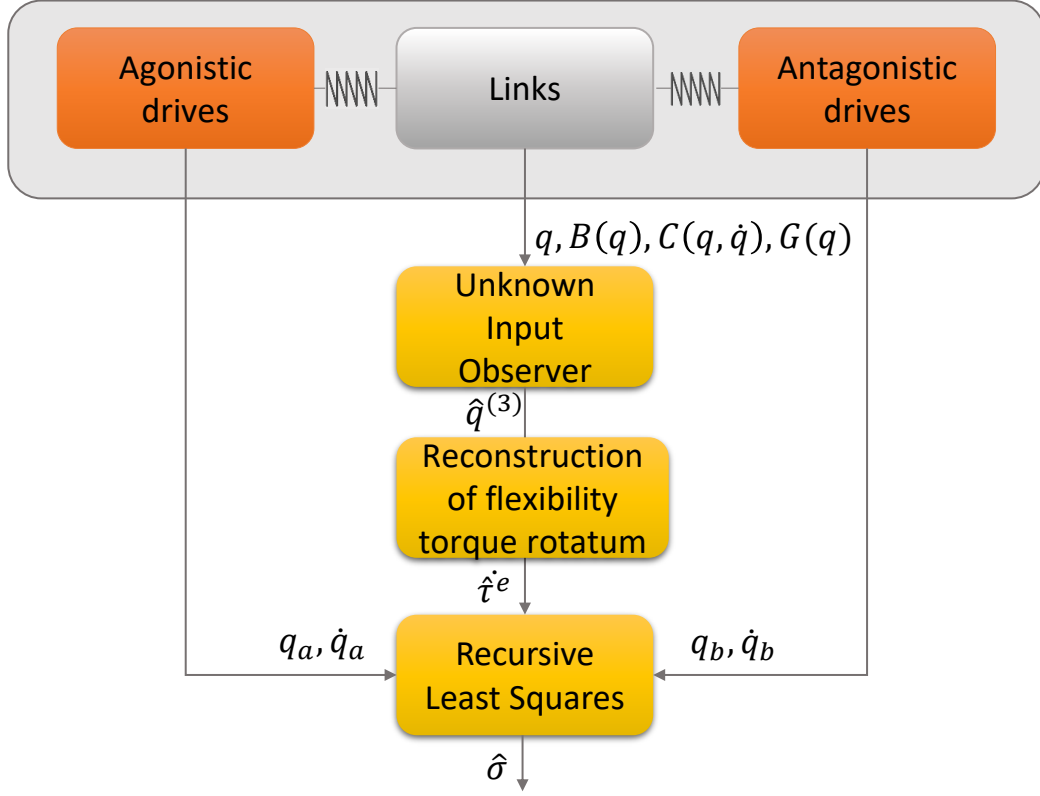 Agonistic
drives
Links
Antagonistic
drives
q, B(q), C(q, q̇), G(q)
Unknown
Input
Observer
q̂⁽³⁾
Reconstruction
of flexibility
torque rotatum
τ̂̇ᵉ
qₐ, q̇ₐ
Recursive
Least Squares
q_b, q̇_b
σ̂